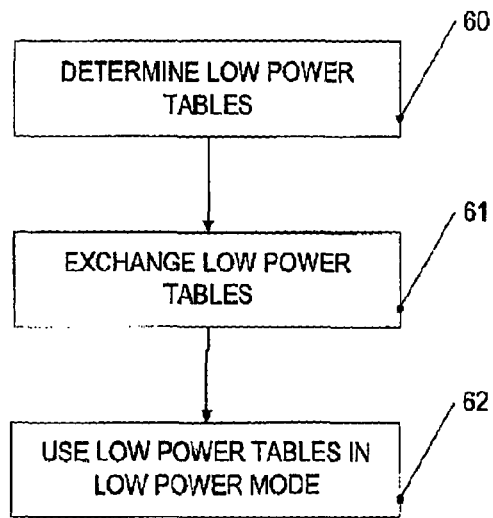 60
DETERMINE LOW POWER
TABLES
61
EXCHANGE LOW POWER
TABLES
62
USE LOW POWER TABLES IN
LOW POWER MODE